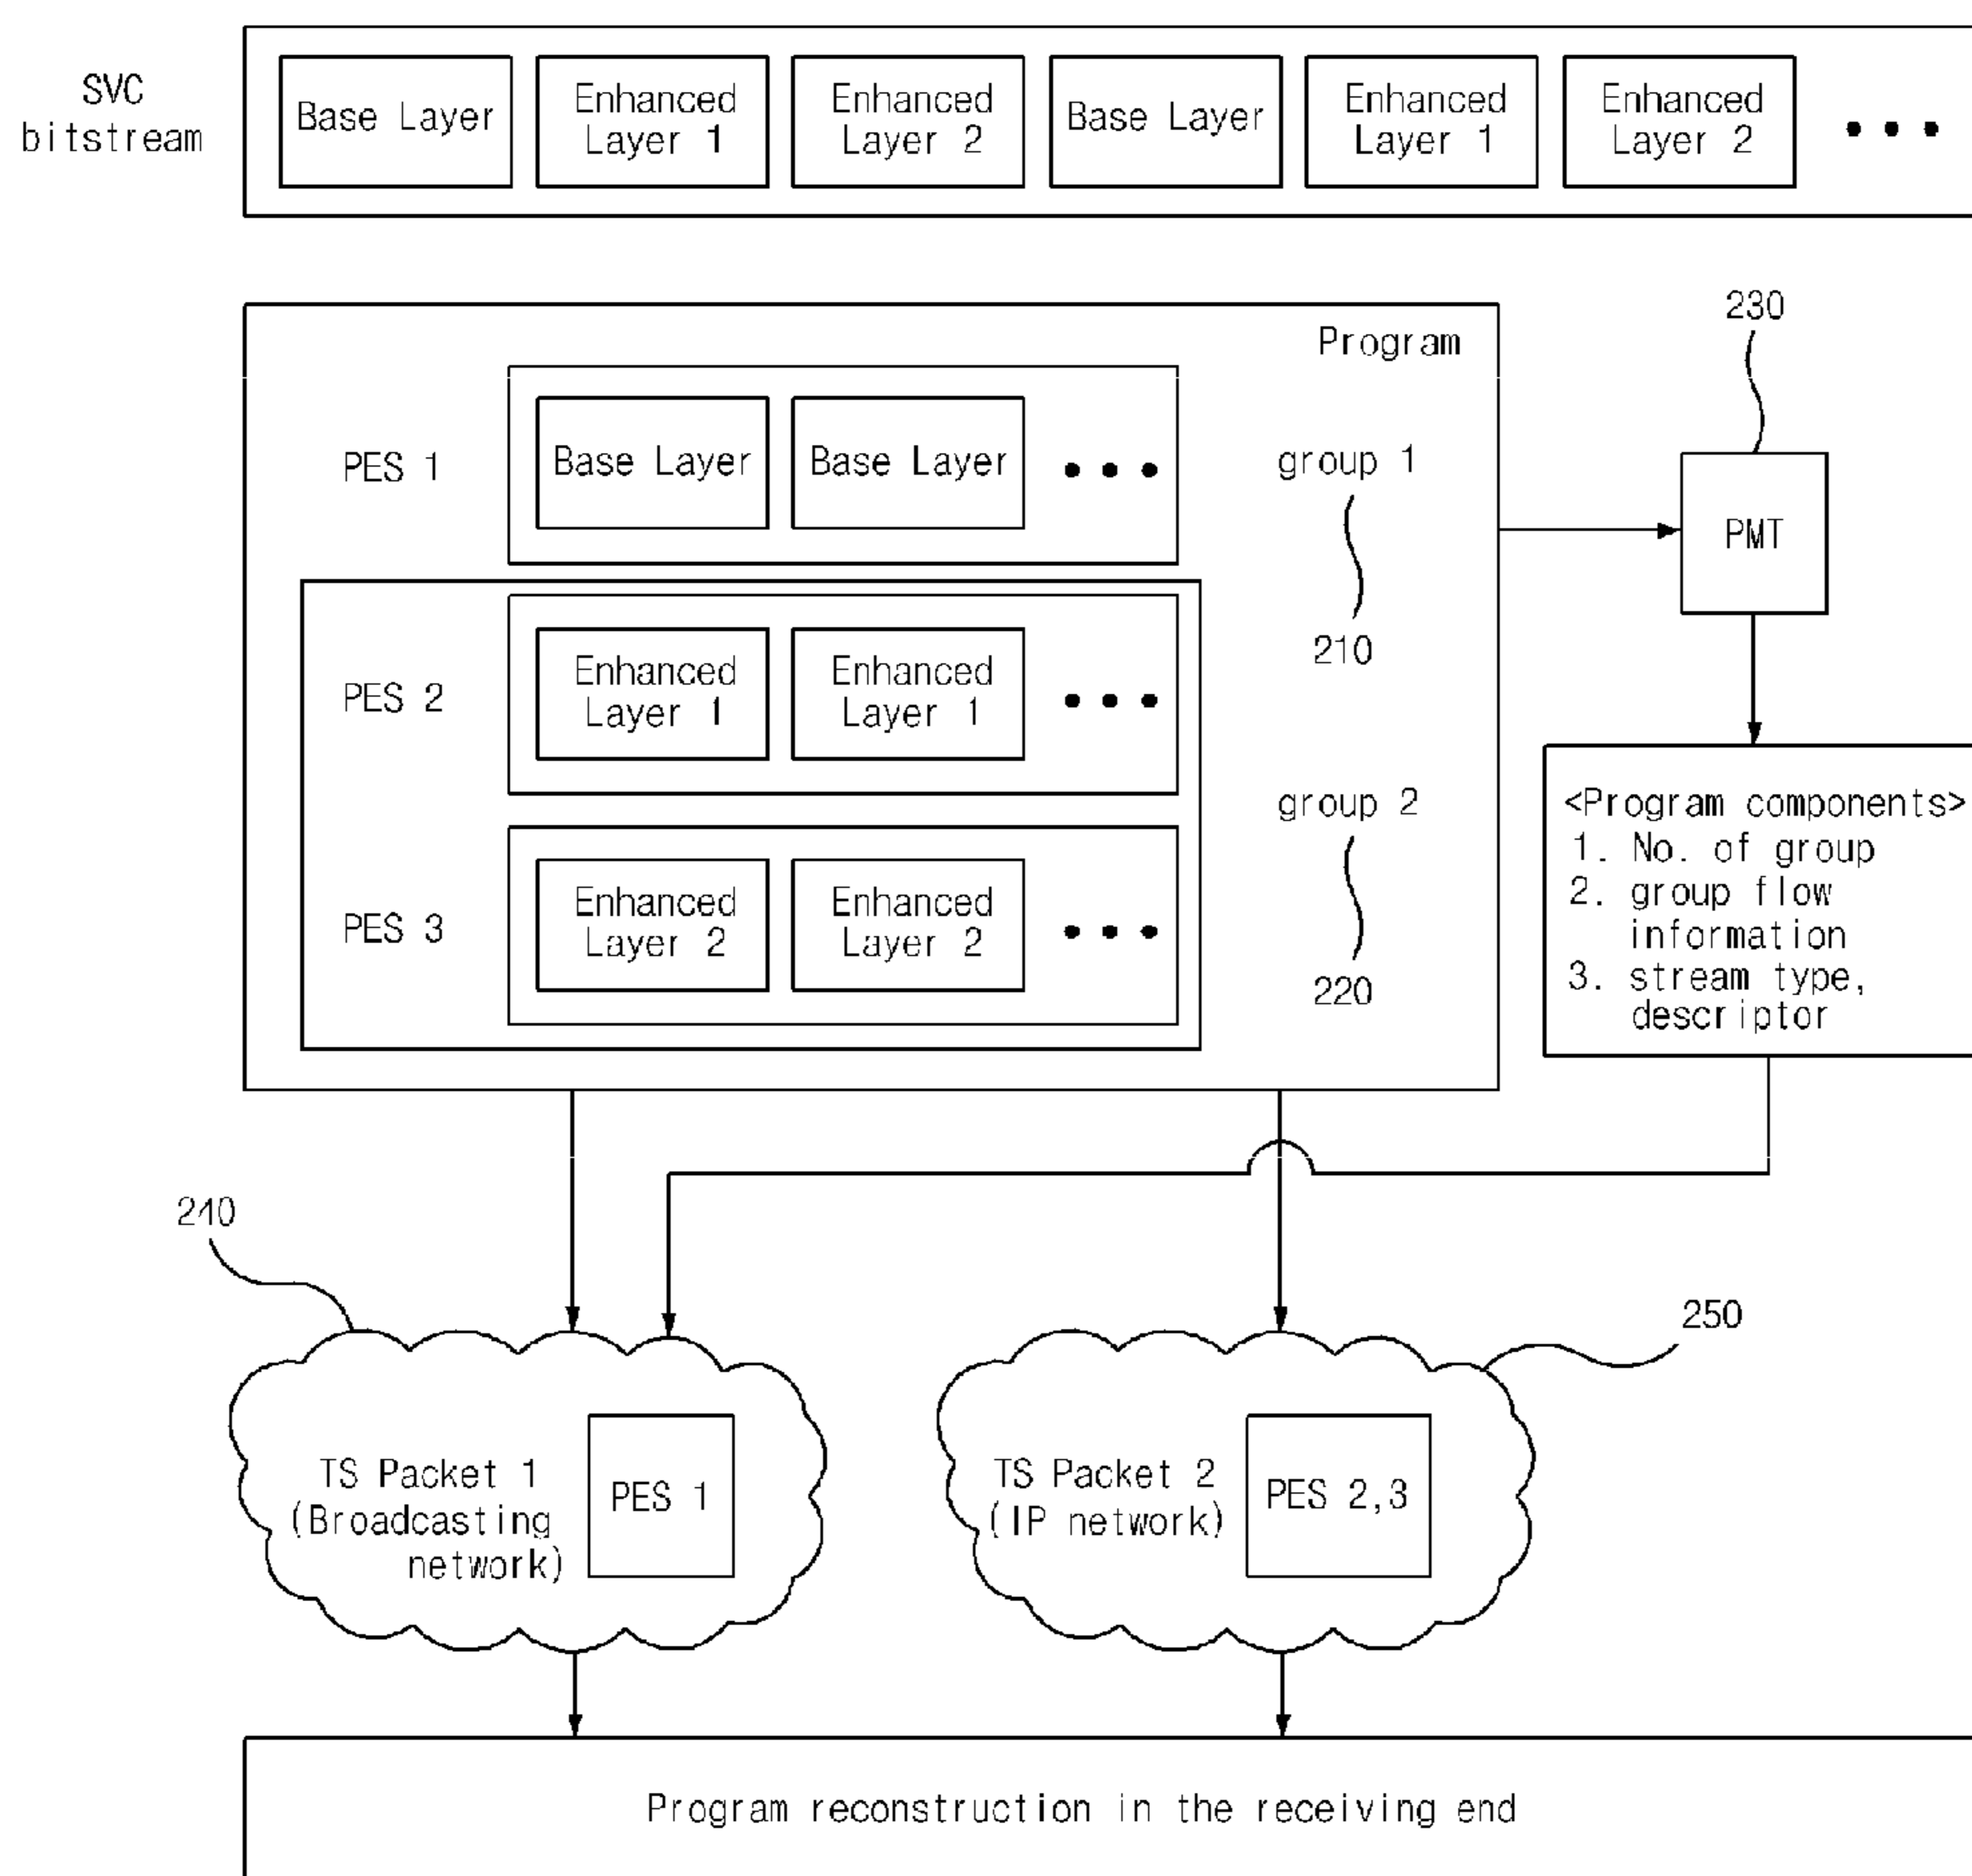 SVC
bitstream
Base Layer
Enhanced
Layer 1
Enhanced
Layer 2
Base Layer
Enhanced
Layer 1
Enhanced
Layer 2
•••
Program
230
PES 1
Base Layer
Base Layer
•••
group 1
210
PMT
PES 2
Enhanced
Layer 1
Enhanced
Layer 1
•••
group 2
220
PES 3
Enhanced
Layer 2
Enhanced
Layer 2
•••
<Program components>
1. No. of group
2. group flow
information
3. stream type,
descriptor
240
250
TS Packet 1
(Broadcasting
network)
PES 1
TS Packet 2
(IP network)
PES 2,3
Program reconstruction in the receiving end